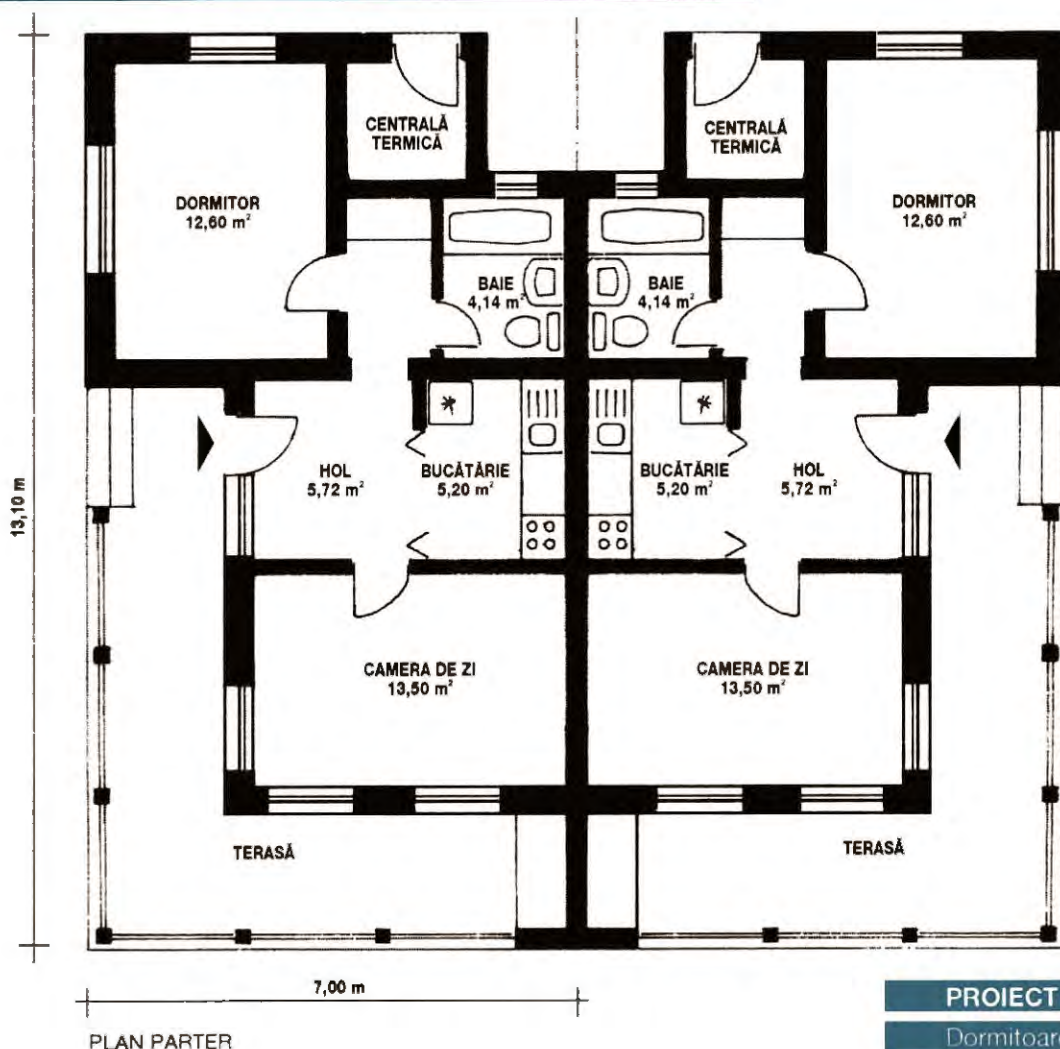 CENTRALĂ
TERMICĂ
CENTRALĂ
TERMICĂ
DORMITOR
12,60 m²
DORMITOR
12,60 m²
BAIE
4,14 m²
BAIE
4,14 m²
HOL
5,72 m²
BUCĂTĂRIE
5,20 m²
BUCĂTĂRIE
5,20 m²
HOL
5,72 m²
13,10 m
CAMERA DE ZI
13,50 m²
CAMERA DE ZI
13,50 m²
TERASĂ
TERASĂ
7,00 m
PLAN PARTER
PROIECT
Dormitoar